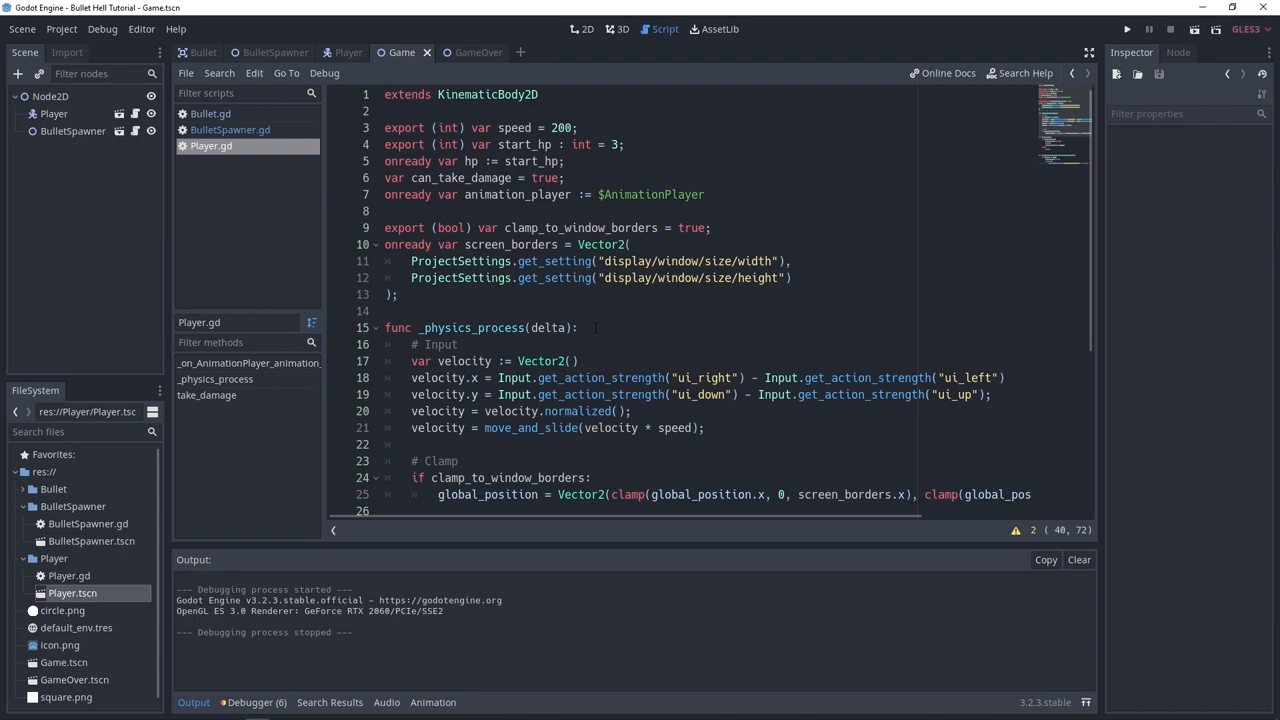 Godot Engine - Bullet Hell Tutorial - Game.tscn
Scene Project Debug Editor Help
2D 3D Script AssetLib
GLES3
Scene Import
Filter nodes
Node2D
Player
BulletSpawner
Bullet BulletSpawner Player Game GameOver
File Search Edit Go To Debug
Online Docs Search Help
Filter scripts
Bullet.gd
BulletSpawner.gd
Player.gd
Player.gd
Filter methods
_on_AnimationPlayer_animation_
_physics_process
take_damage
1 extends KinematicBody2D
2
3 export (int) var speed = 200;
4 export (int) var start_hp : int = 3;
5 onready var hp := start_hp;
6 var can_take_damage = true;
7 onready var animation_player := $AnimationPlayer
8
9 export (bool) var clamp_to_window_borders = true;
10 onready var screen_borders = Vector2(
11 ProjectSettings.get_setting("display/window/size/width"),
12 ProjectSettings.get_setting("display/window/size/height")
13 );
14
15 func _physics_process(delta):
16 # Input
17 var velocity := Vector2()
18 velocity.x = Input.get_action_strength("ui_right") - Input.get_action_strength("ui_left")
19 velocity.y = Input.get_action_strength("ui_down") - Input.get_action_strength("ui_up");
20 velocity = velocity.normalized();
21 velocity = move_and_slide(velocity * speed);
22
23 # Clamp
24 if clamp_to_window_borders:
25 global_position = Vector2(clamp(global_position.x, 0, screen_borders.x), clamp(global_pos
26
2 ( 40, 72)
FileSystem
res://Player/Player.tsc
Search files
Favorites:
res://
Bullet
BulletSpawner
BulletSpawner.gd
BulletSpawner.tscn
Player
Player.gd
Player.tscn
circle.png
default_env.tres
icon.png
Game.tscn
GameOver.tscn
square.png
Output:
Copy Clear
--- Debugging process started ---
Godot Engine v3.2.3.stable.official - https://godotengine.org
OpenGL ES 3.0 Renderer: GeForce RTX 2060/PCIe/SSE2
--- Debugging process stopped ---
Output Debugger (6) Search Results Audio Animation
3.2.3.stable
Inspector Node
Filter properties